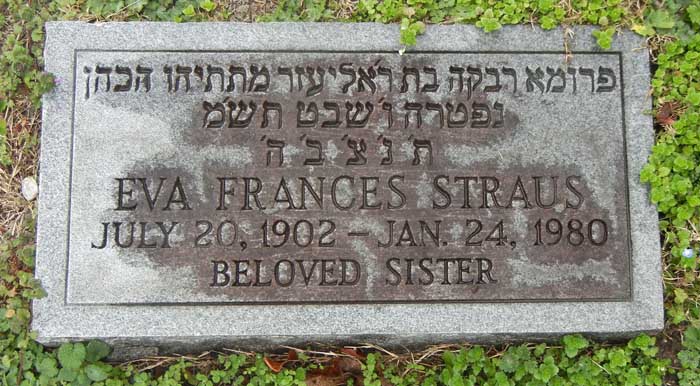 פרומא רבקה בת ר׳אליעזר מתתיהו הכהן
נפטרה ו׳ שבט תש״מ
ת׳ נ׳ צ׳ ב׳ ה׳
EVA FRANCES STRAUS
JULY 20, 1902 – JAN. 24, 1980
BELOVED SISTER